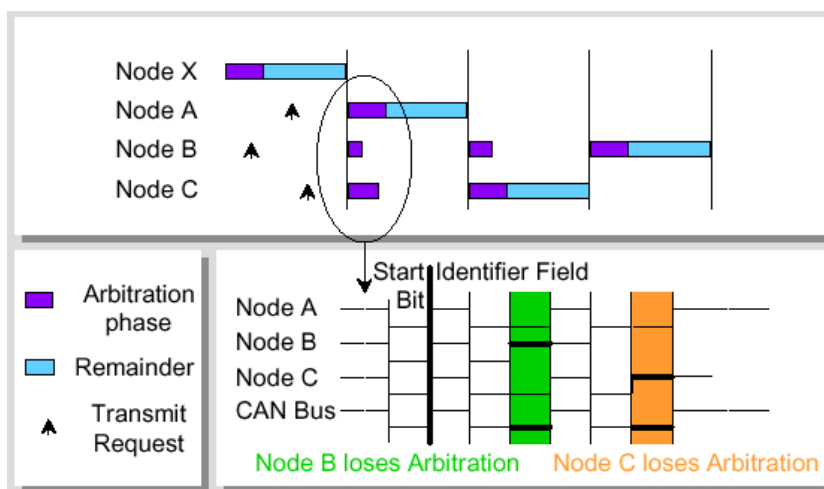 Node X
Node A
Node B
Node C
Arbitration
phase
Remainder
Transmit
Request
Start Identifier Field
Bit
Node A
Node B
Node C
CAN Bus
Node B loses Arbitration
Node C loses Arbitration